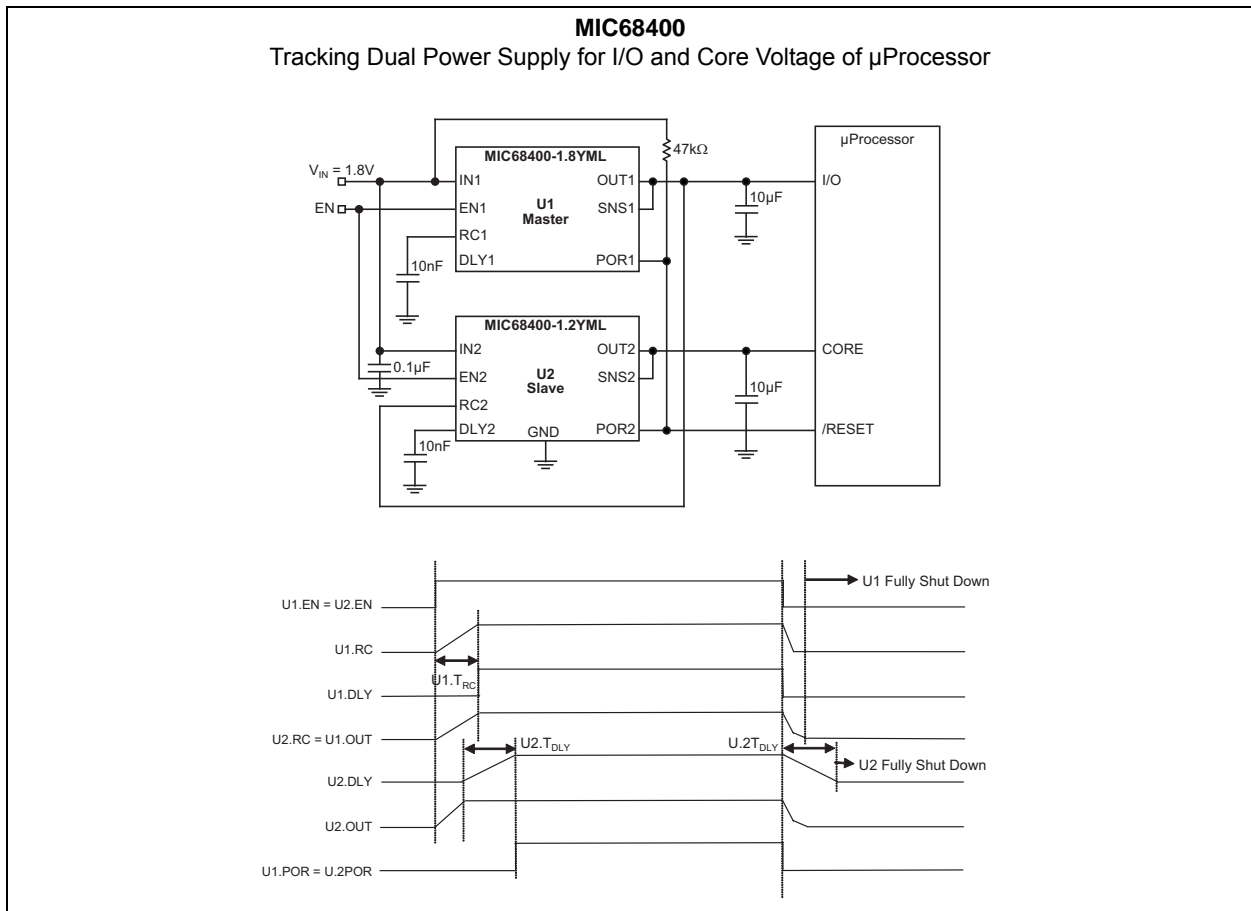 MIC68400
Tracking Dual Power Supply for I/O and Core Voltage of µProcessor
VIN = 1.8V
EN
MIC68400-1.8YML
IN1
EN1
RC1
DLY1
U1
Master
OUT1
SNS1
POR1
47kΩ
10nF
10µF
µProcessor
I/O
CORE
/RESET
MIC68400-1.2YML
IN2
EN2
RC2
DLY2
U2
Slave
GND
OUT2
SNS2
POR2
0.1µF
10nF
10µF
U1.EN = U2.EN
U1 Fully Shut Down
U1.RC
U1.TRC
U1.DLY
U2.RC = U1.OUT
U2.TDLY
U.2TDLY
U2.DLY
U2 Fully Shut Down
U2.OUT
U1.POR = U.2POR